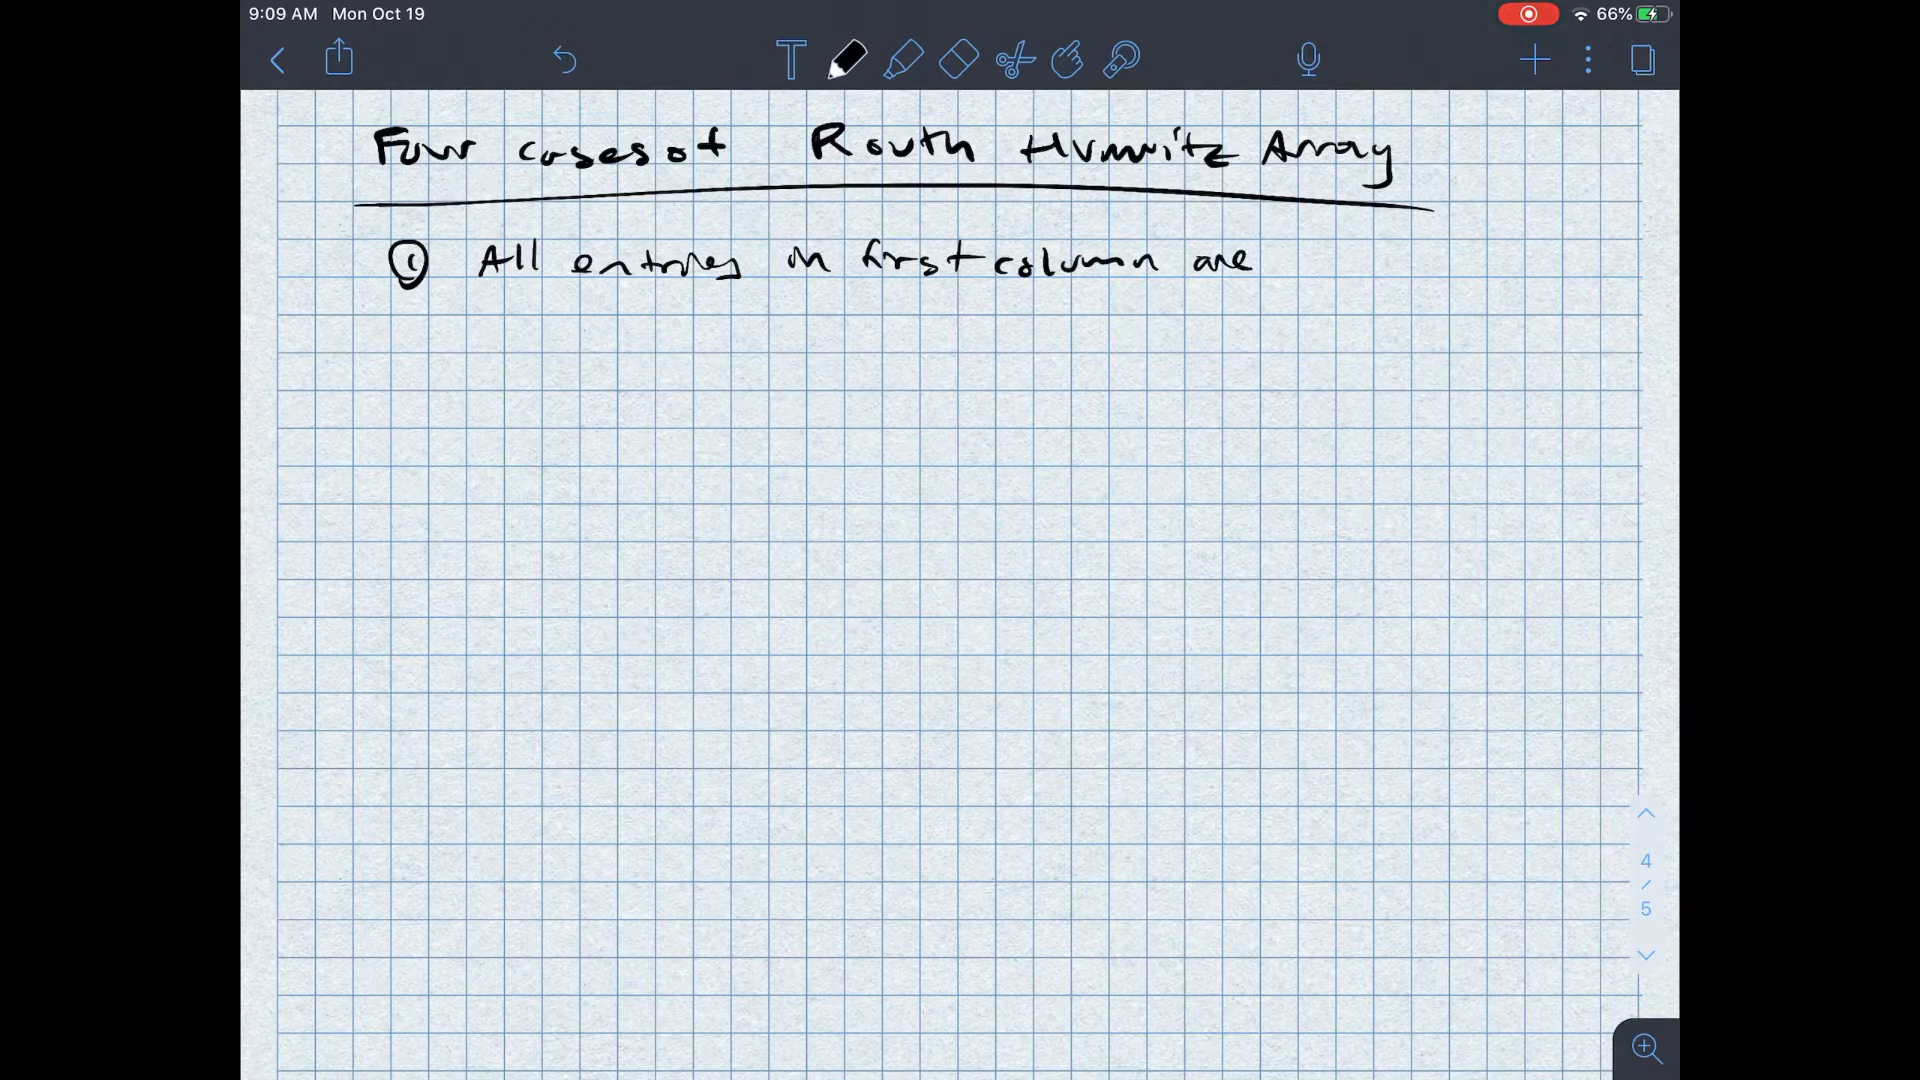 9:09 AM Mon Oct 19 66%
Four cases of Routh Hurwitz Array
① All entries in first column are
4
/
5